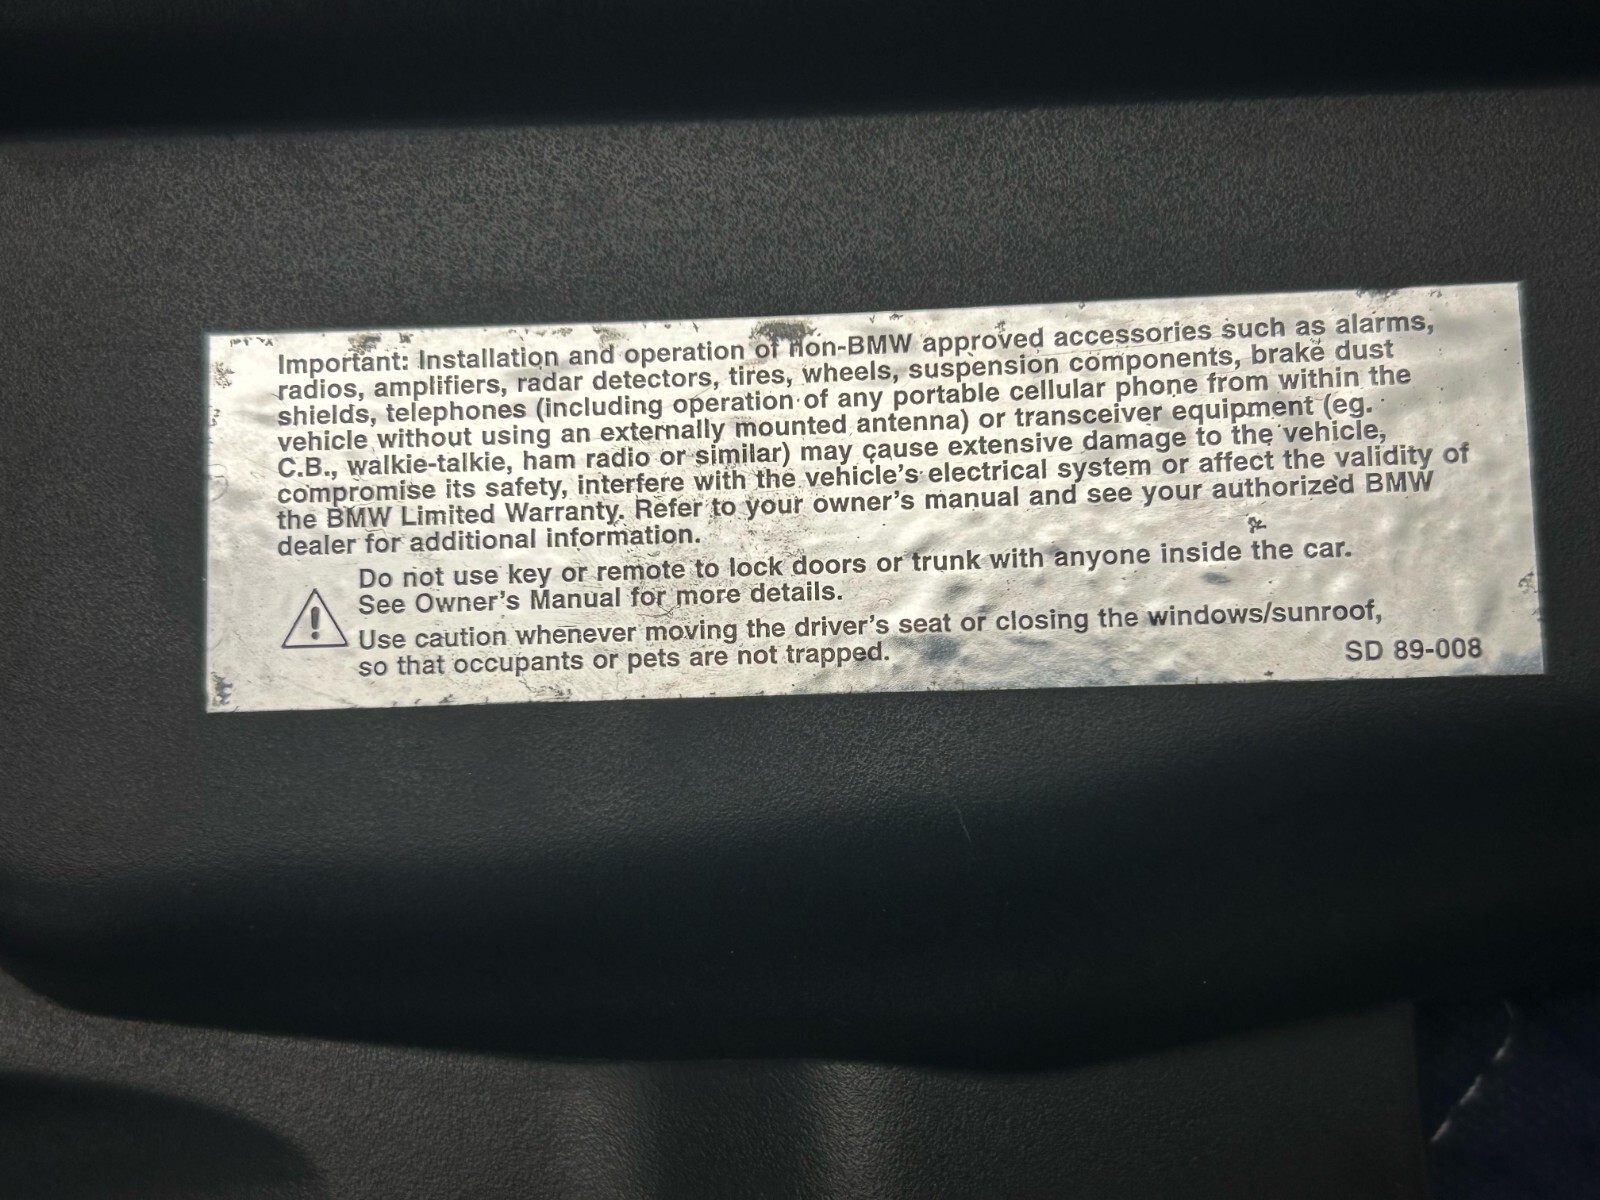 Important: Installation and operation of non-BMW approved accessories such as alarms,
radios, amplifiers, radar detectors, tires, wheels, suspension components, brake dust
shields, telephones (including operation of any portable cellular phone from within the
vehicle without using an externally mounted antenna) or transceiver equipment (eg.
C.B., walkie-talkie, ham radio or similar) may cause extensive damage to the vehicle,
compromise its safety, interfere with the vehicle's electrical system or affect the validity of
the BMW Limited Warranty. Refer to your owner's manual and see your authorized BMW
dealer for additional information.
Do not use key or remote to lock doors or trunk with anyone inside the car.
See Owner's Manual for more details.
Use caution whenever moving the driver's seat or closing the windows/sunroof,
so that occupants or pets are not trapped.
SD 89-008